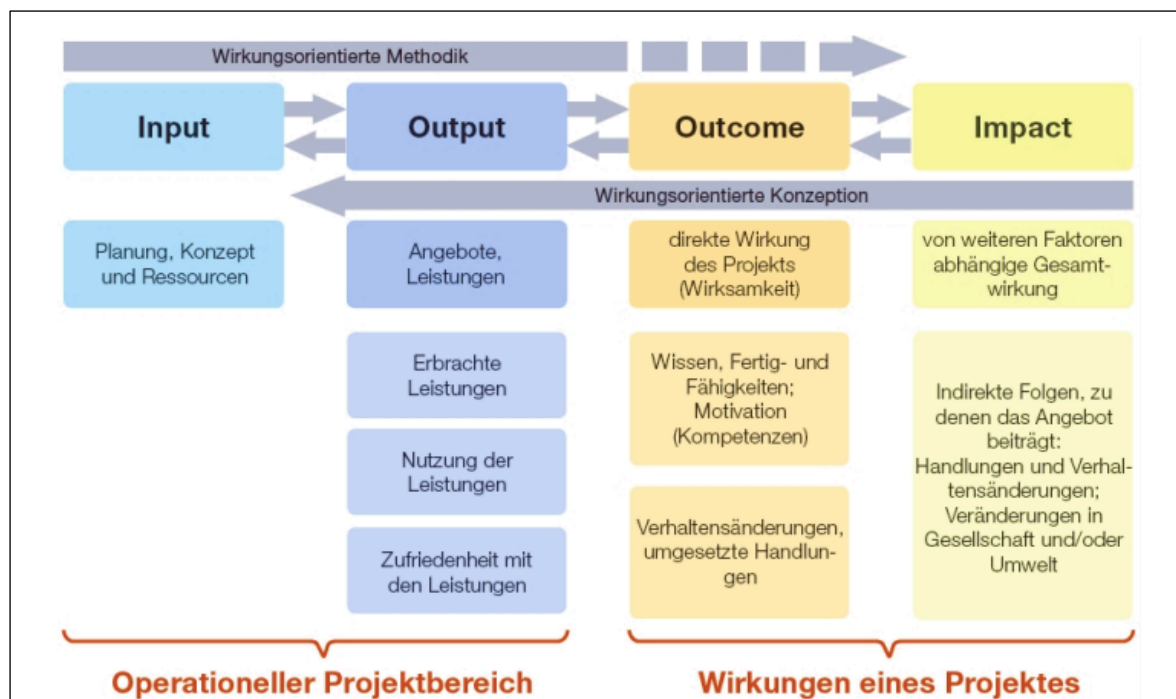 Wirkungsorientierte Methodik
Input
Output
Outcome
Impact
Wirkungsorientierte Konzeption
Planung, Konzept
und Ressourcen
Angebote,
Leistungen
direkte Wirkung
des Projekts
(Wirksamkeit)
von weiteren Faktoren
abhängige Gesamt-
wirkung
Erbrachte
Leistungen
Nutzung der
Leistungen
Zufriedenheit mit
den Leistungen
Wissen, Fertig- und
Fähigkeiten;
Motivation
(Kompetenzen)
Verhaltensänderungen,
umgesetzte Handlun-
gen
Indirekte Folgen, zu
denen das Angebot
beiträgt:
Handlungen und Verhal-
tensänderungen;
Veränderungen in
Gesellschaft und/oder
Umwelt
Operationeller Projektbereich
Wirkungen eines Projektes